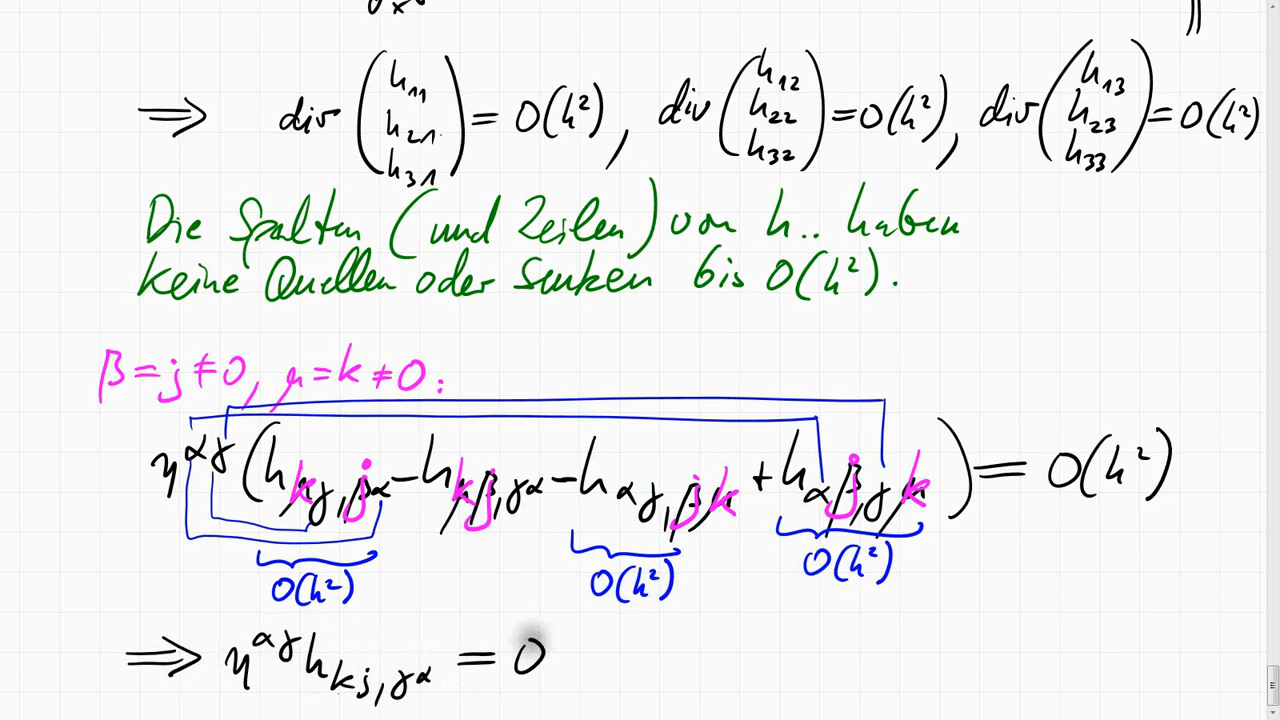 ⟹ div (h₁₁ h₂₁ h₃₁) = O(h²), div (h₁₂ h₂₂ h₃₂) = O(h²), div (h₁₃ h₂₃ h₃₃) = O(h²)
Die Spalten (und Zeilen) von h.. haben
keine Quellen oder Senken bis O(h²).
β = j ≠ 0, μ = k ≠ 0:
η^{αγ} (h_{kγ,jα} - h_{kj,γα} - h_{αγ,jk} + h_{αj,γk}) = O(h²)
O(h²) O(h²) O(h²)
⟹ η^{αγ} h_{kj,γα} = O